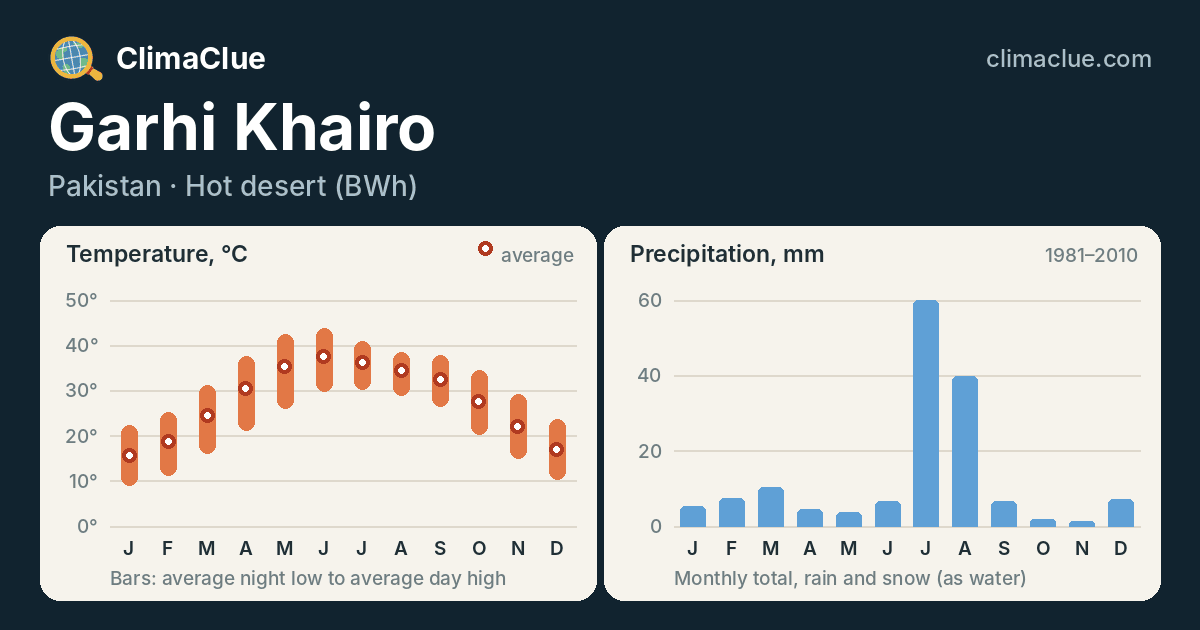 ClimaClue
climaclue.com
Garhi Khairo
Pakistan · Hot desert (BWh)
Temperature, °C
average
50°
40°
30°
20°
10°
0°
J F M A M J J A S O N D
Bars: average night low to average day high
Precipitation, mm
1981–2010
60
40
20
0
J F M A M J J A S O N D
Monthly total, rain and snow (as water)